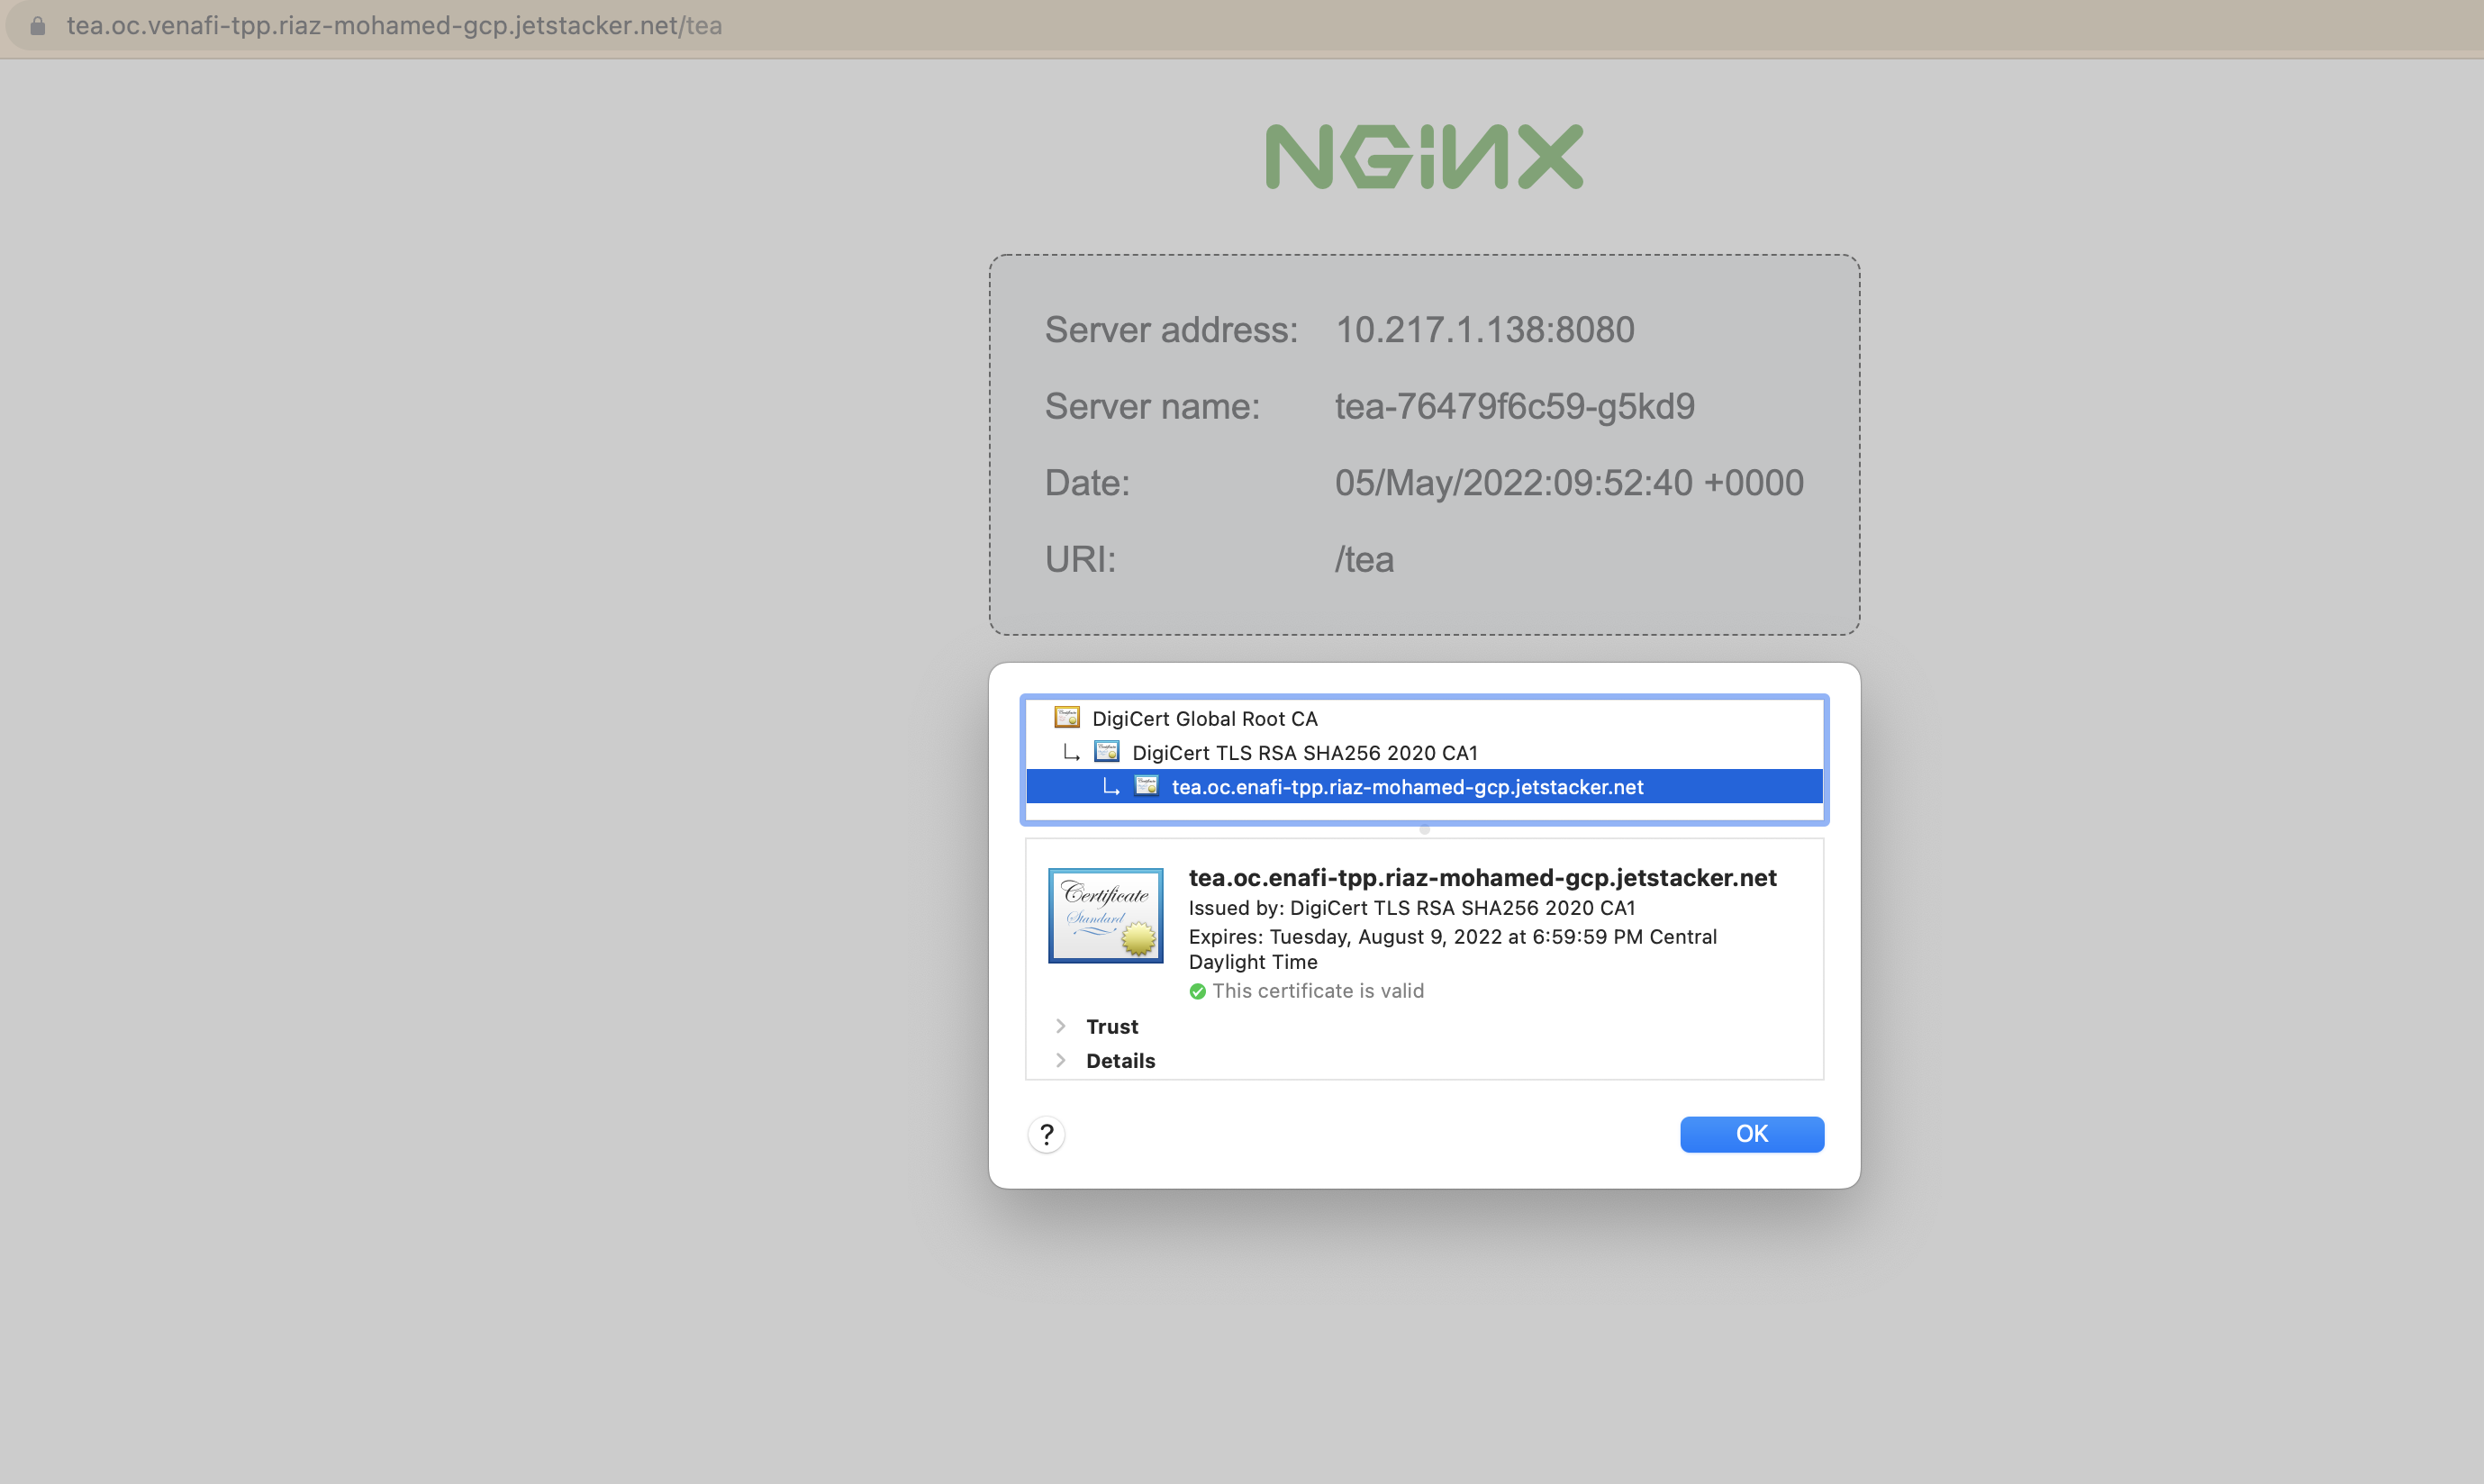 tea.oc.venafi-tpp.riaz-mohamed-gcp.jetstacker.net/tea
NGINX
Server address: 10.217.1.138:8080
Server name: tea-76479f6c59-g5kd9
Date: 05/May/2022:09:52:40 +0000
URI: /tea
DigiCert Global Root CA
DigiCert TLS RSA SHA256 2020 CA1
tea.oc.enafi-tpp.riaz-mohamed-gcp.jetstacker.net
Certificate
Standard
tea.oc.enafi-tpp.riaz-mohamed-gcp.jetstacker.net
Issued by: DigiCert TLS RSA SHA256 2020 CA1
Expires: Tuesday, August 9, 2022 at 6:59:59 PM Central
Daylight Time
This certificate is valid
Trust
Details
?
OK